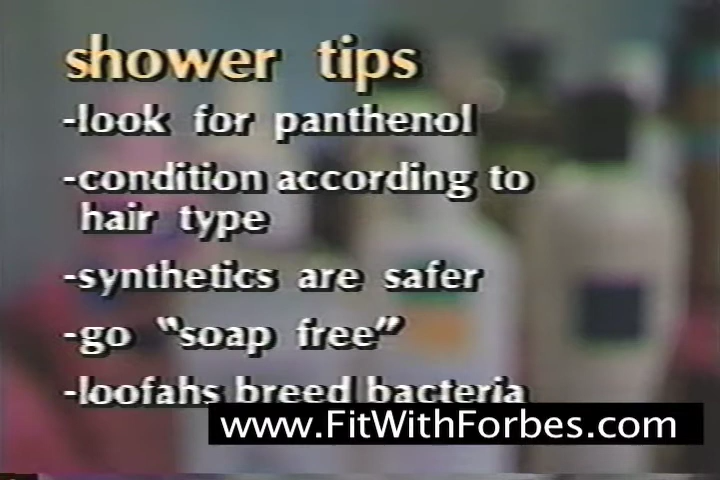 shower tips
-look for panthenol
-condition according to
hair type
-synthetics are safer
-go "soap free"
-loofahs breed bacteria
www.FitWithForbes.com